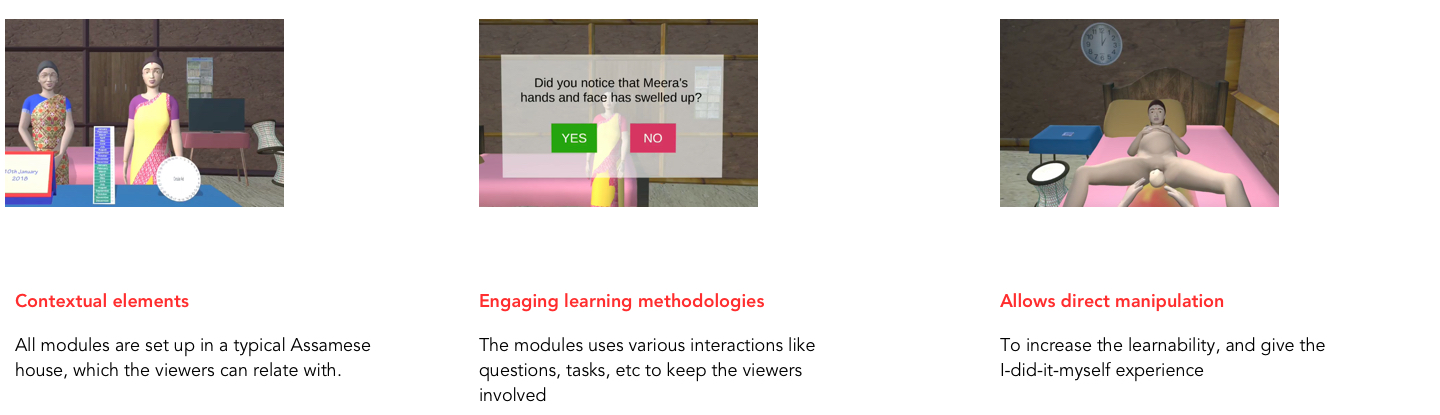 10th January
2018
Did you notice that Meera's
hands and face has swelled up?
YES
NO
Contextual elements
All modules are set up in a typical Assamese
house, which the viewers can relate with.
Engaging learning methodologies
The modules uses various interactions like
questions, tasks, etc to keep the viewers
involved
Allows direct manipulation
To increase the learnability, and give the
I-did-it-myself experience